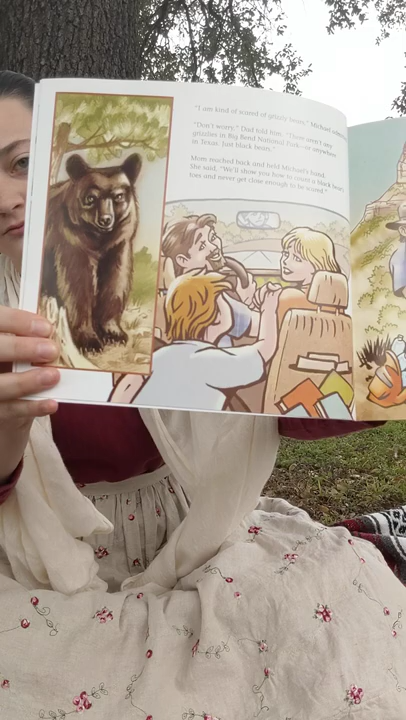 "I am kind of scared of grizzly bears," Michael
"Don't worry," Dad told him. "There aren't any
grizzlies in Big Bend National Park—or anywhere
in Texas. Just black bears."
Mom reached back and held Michael's hand.
She said, "We'll show you how to count a black bear's
toes and never get close enough to be scared."